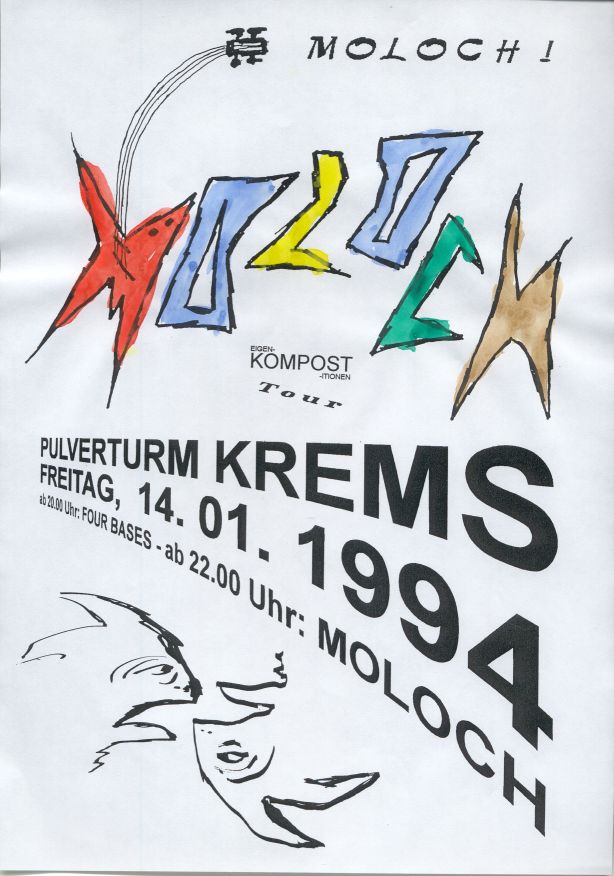 MOLOCH!
MOLOCH
EIGEN-
KOMPOST
-ITIONEN
Tour
PULVERTURM KREMS
FREITAG, 14. 01. 1994
ab 20.00 Uhr: FOUR BASES - ab 22.00 Uhr: MOLOCH